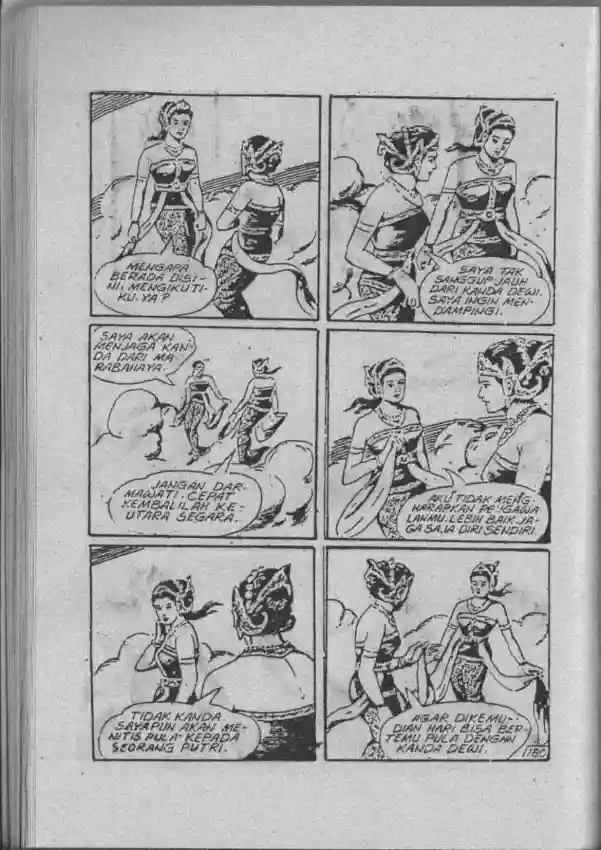 MENGAPA
BERADA DISI-
NI, MENGIKUTI-
KU.YA?
SAYA TAK
SANGGUP JAUH
DARI KANDA DEWI.
SAYA INGIN MEN-
DAMPINGI.
SAYA AKAN
MENJAGA KAN-
DA DARI MA
RABAHAYA.
JANGAN DAR-
MAWATI. CEPAT
KEMBALILAH KE-
UTARA SEGARA.
AKU TIDAK MENG-
HARAPKAN PENGAWA
LANMU. LEBIH BAIK JA-
GA SAJA DIRI SENDIRI
TIDAK KANDA
SAYAPUN AKAN ME-
NITIS PULA KEPADA
SEORANG PUTRI.
AGAR DIKEMU-
DIAN HARI BISA BER-
TEMU PULA DENGAN
KANDA DEWI.
180